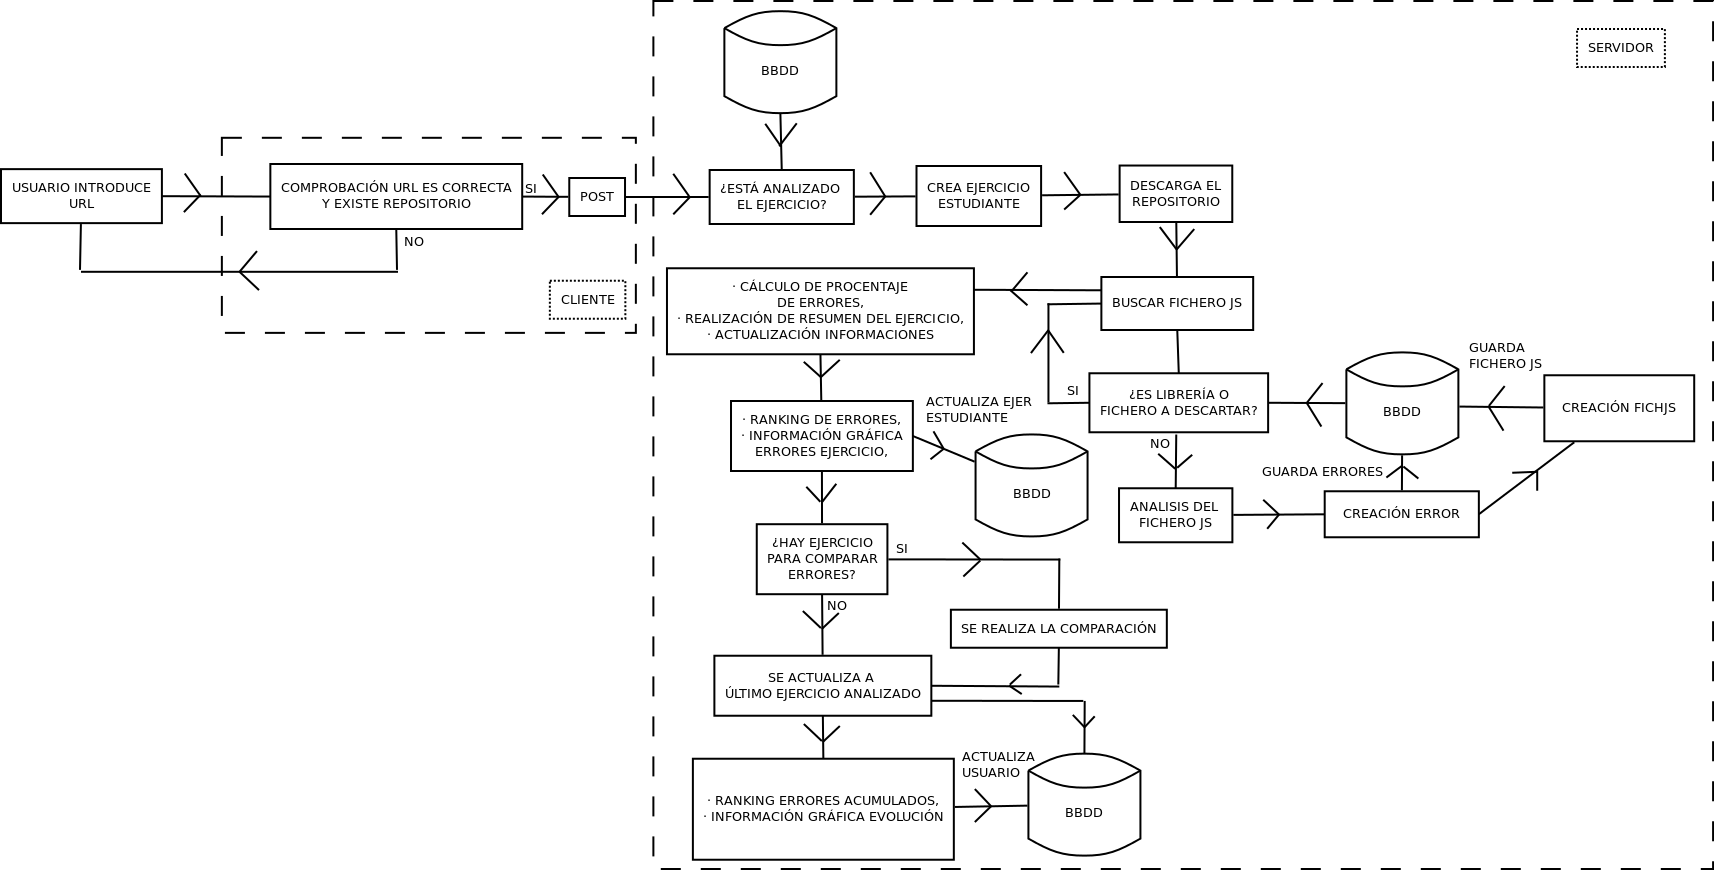 BBDD
SERVIDOR
USUARIO INTRODUCE
URL
COMPROBACIÓN URL ES CORRECTA
Y EXISTE REPOSITORIO
SI
NO
POST
CLIENTE
¿ESTÁ ANALIZADO
EL EJERCICIO?
CREA EJERCICIO
ESTUDIANTE
DESCARGA EL
REPOSITORIO
BUSCAR FICHERO JS
· CÁLCULO DE PROCENTAJE
DE ERRORES,
· REALIZACIÓN DE RESUMEN DEL EJERCICIO,
· ACTUALIZACIÓN INFORMACIONES
SI
¿ES LIBRERÍA O
FICHERO A DESCARTAR?
NO
BBDD
GUARDA
FICHERO JS
CREACIÓN FICHJS
GUARDA ERRORES
ANALISIS DEL
FICHERO JS
CREACIÓN ERROR
· RANKING DE ERRORES,
· INFORMACIÓN GRÁFICA
ERRORES EJERCICIO,
ACTUALIZA EJER
ESTUDIANTE
BBDD
¿HAY EJERCICIO
PARA COMPARAR
ERRORES?
SI
NO
SE REALIZA LA COMPARACIÓN
SE ACTUALIZA A
ÚLTIMO EJERCICIO ANALIZADO
· RANKING ERRORES ACUMULADOS,
· INFORMACIÓN GRÁFICA EVOLUCIÓN
ACTUALIZA
USUARIO
BBDD